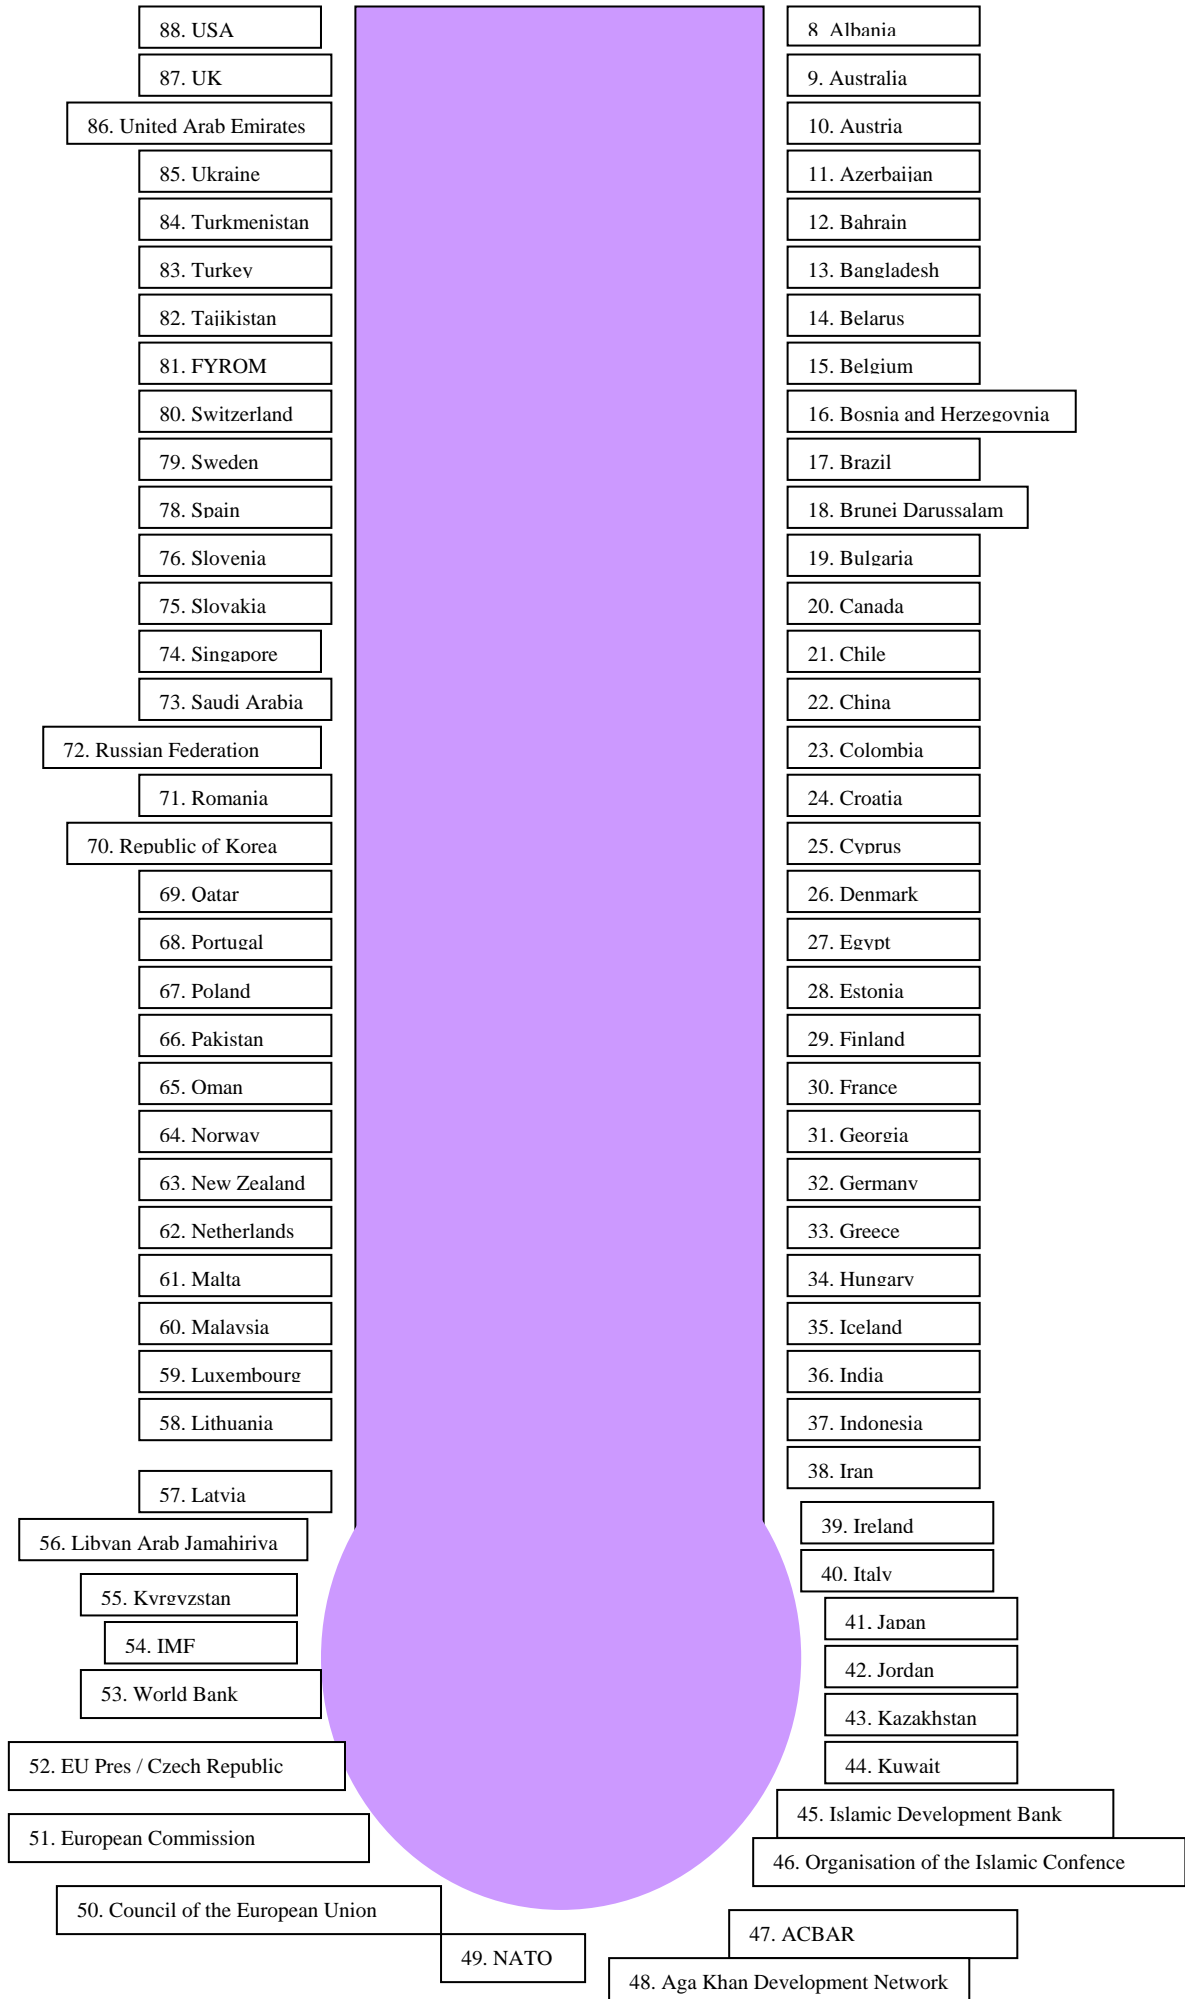 88. USA
87. UK
86. United Arab Emirates
85. Ukraine
84. Turkmenistan
83. Turkey
82. Tajikistan
81. FYROM
80. Switzerland
79. Sweden
78. Spain
76. Slovenia
75. Slovakia
74. Singapore
73. Saudi Arabia
72. Russian Federation
71. Romania
70. Republic of Korea
69. Qatar
68. Portugal
67. Poland
66. Pakistan
65. Oman
64. Norway
63. New Zealand
62. Netherlands
61. Malta
60. Malaysia
59. Luxembourg
58. Lithuania
57. Latvia
56. Libyan Arab Jamahiriya
55. Kyrgyzstan
54. IMF
53. World Bank
52. EU Pres / Czech Republic
51. European Commission
50. Council of the European Union
49. NATO
8. Albania
9. Australia
10. Austria
11. Azerbaijan
12. Bahrain
13. Bangladesh
14. Belarus
15. Belgium
16. Bosnia and Herzegovnia
17. Brazil
18. Brunei Darussalam
19. Bulgaria
20. Canada
21. Chile
22. China
23. Colombia
24. Croatia
25. Cyprus
26. Denmark
27. Egypt
28. Estonia
29. Finland
30. France
31. Georgia
32. Germany
33. Greece
34. Hungary
35. Iceland
36. India
37. Indonesia
38. Iran
39. Ireland
40. Italy
41. Japan
42. Jordan
43. Kazakhstan
44. Kuwait
45. Islamic Development Bank
46. Organisation of the Islamic Confence
47. ACBAR
48. Aga Khan Development Network